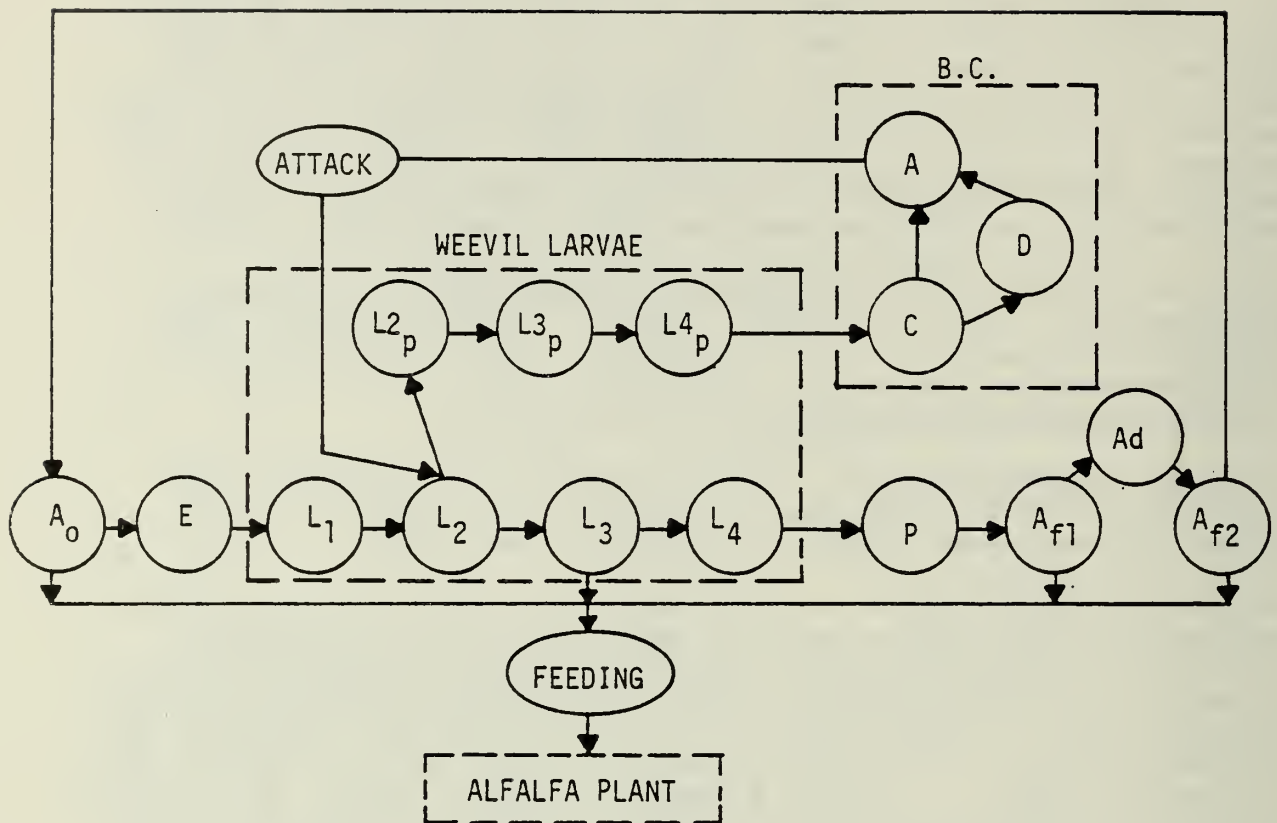 B.C.
ATTACK
A
WEEVIL LARVAE
D
L2p
L3p
L4p
C
Ad
Ao
E
L1
L2
L3
L4
P
Af1
Af2
FEEDING
ALFALFA PLANT